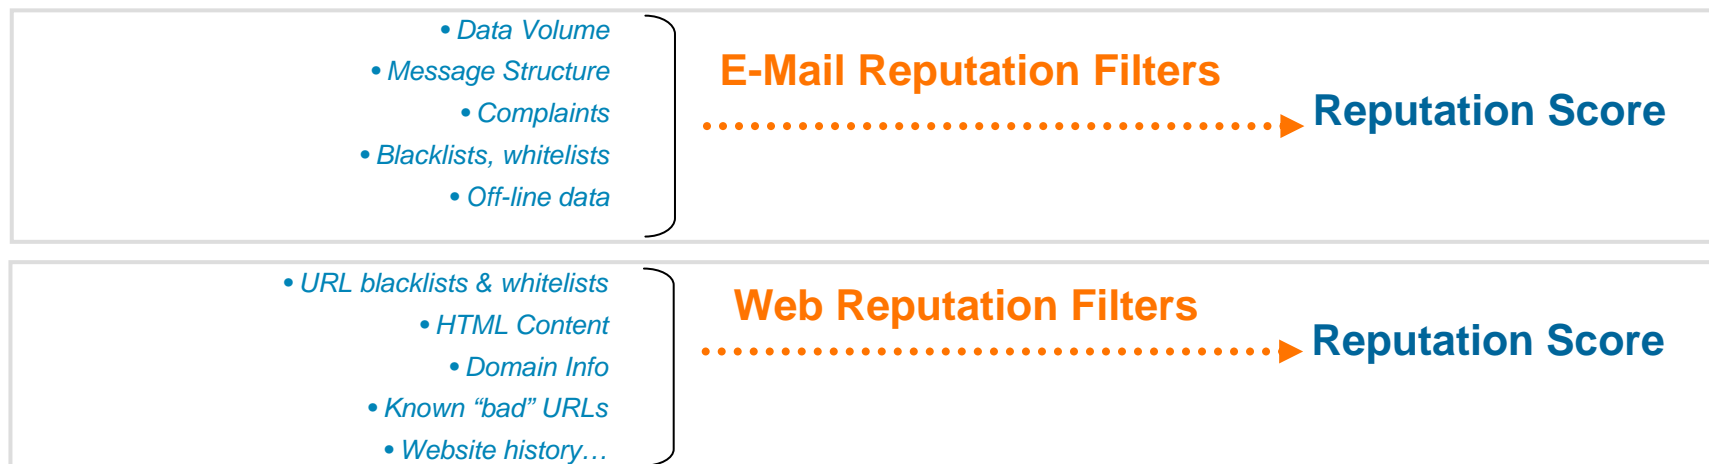 • Data Volume
• Message Structure
• Complaints
• Blacklists, whitelists
• Off-line data
E-Mail Reputation Filters
Reputation Score
• URL blacklists & whitelists
• HTML Content
• Domain Info
• Known “bad” URLs
• Website history…
Web Reputation Filters
Reputation Score